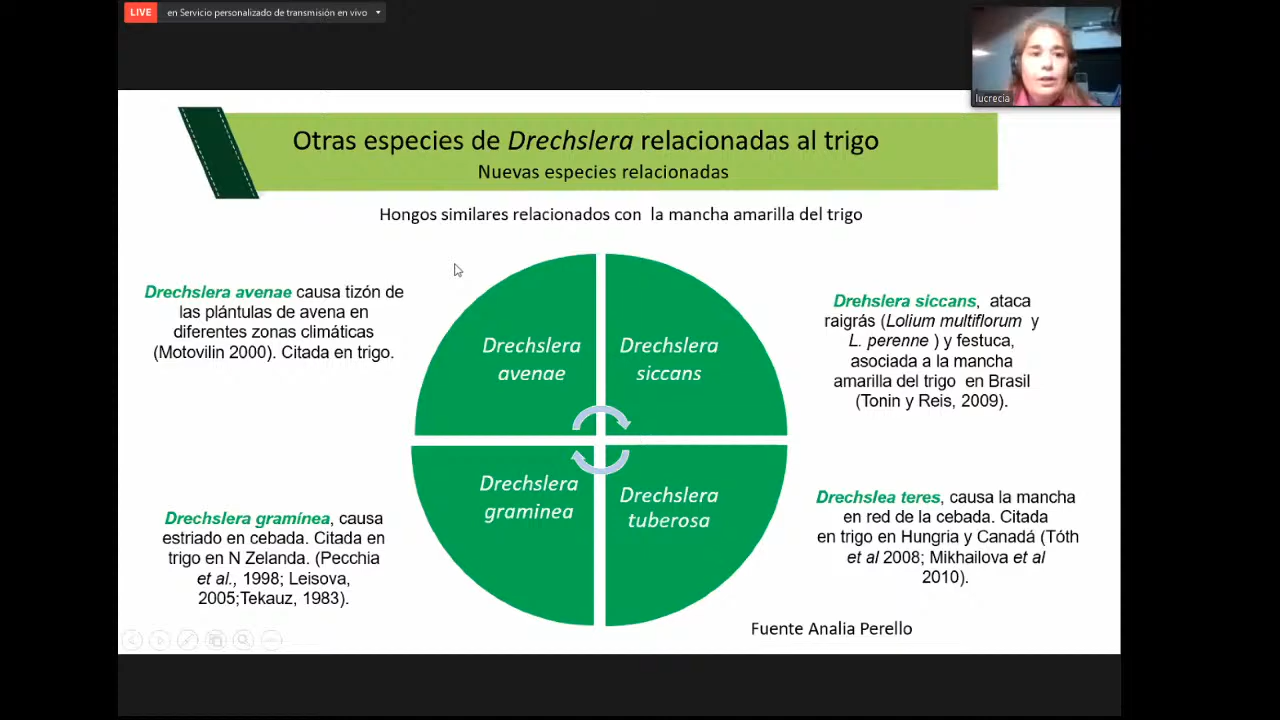 LIVE en Servicio personalizado de transmisión en vivo
lucrecia
Otras especies de Drechslera relacionadas al trigo
Nuevas especies relacionadas
Hongos similares relacionados con la mancha amarilla del trigo
Drechslera avenae causa tizón de
las plántulas de avena en
diferentes zonas climáticas
(Motovilin 2000). Citada en trigo.
Drechslera
avenae
Drechslera
siccans
Drehslera siccans, ataca
raigrás (Lolium multiflorum y
L. perenne ) y festuca,
asociada a la mancha
amarilla del trigo en Brasil
(Tonin y Reis, 2009).
Drechslera gramínea, causa
estriado en cebada. Citada en
trigo en N Zelanda. (Pecchia
et al., 1998; Leisova,
2005;Tekauz, 1983).
Drechslera
graminea
Drechslera
tuberosa
Drechslea teres, causa la mancha
en red de la cebada. Citada
en trigo en Hungria y Canadá (Tóth
et al 2008; Mikhailova et al
2010).
Fuente Analia Perello